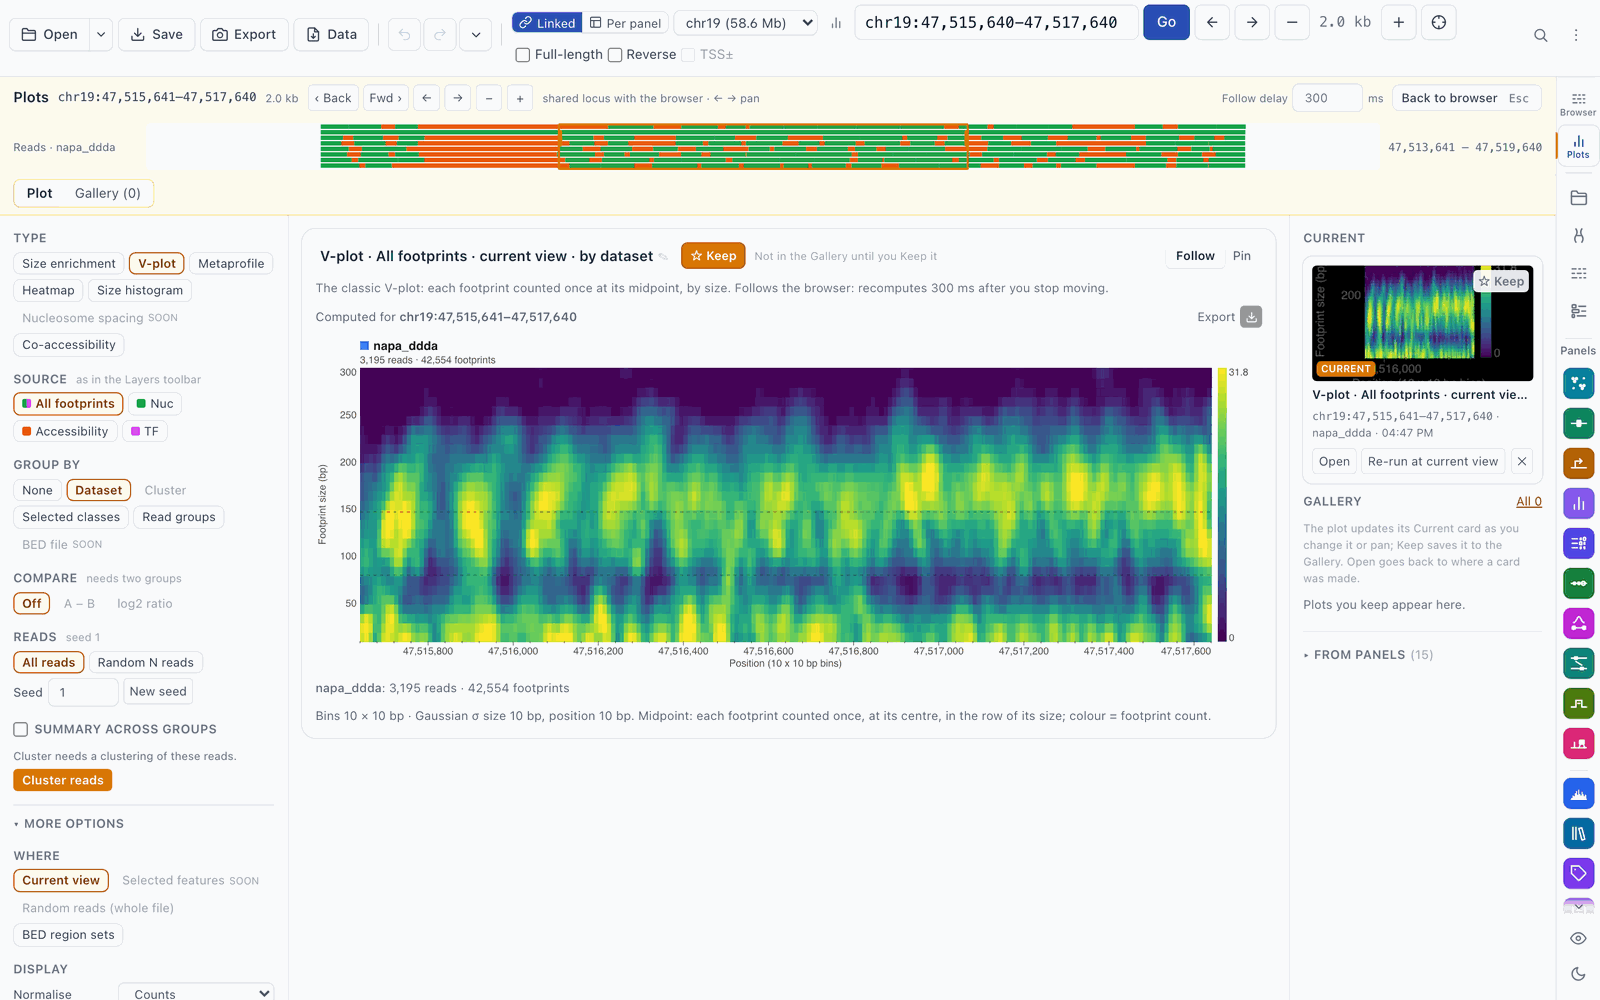 Open
Save
Export
Data
Linked
Per panel
chr19 (58.6 Mb)
chr19:47,515,640–47,517,640
Go
2.0 kb
Full-length
Reverse
TSS±
Plots
chr19:47,515,641–47,517,640
2.0 kb
‹ Back
Fwd ›
←
→
−
+
shared locus with the browser · ← → pan
Follow delay
300
ms
Back to browser Esc
Reads · napa_ddda
47,513,641 – 47,519,640
Plot
Gallery (0)
Browser
Plots
Panels
TYPE
Size enrichment
V-plot
Metaprofile
Heatmap
Size histogram
Nucleosome spacing SOON
Co-accessibility
SOURCE as in the Layers toolbar
All footprints
Nuc
Accessibility
TF
GROUP BY
None
Dataset
Cluster
Selected classes
Read groups
BED file SOON
COMPARE needs two groups
Off
A – B
log2 ratio
READS seed 1
All reads
Random N reads
Seed
1
New seed
SUMMARY ACROSS GROUPS
Cluster needs a clustering of these reads.
Cluster reads
MORE OPTIONS
WHERE
Current view
Selected features SOON
Random reads (whole file)
BED region sets
DISPLAY
Normalise
Counts
V-plot · All footprints · current view · by dataset
☆ Keep
Not in the Gallery until you Keep it
Follow
Pin
The classic V-plot: each footprint counted once at its midpoint, by size. Follows the browser: recomputes 300 ms after you stop moving.
Computed for chr19:47,515,641–47,517,640
Export
napa_ddda
3,195 reads · 42,554 footprints
Footprint size (bp)
300
250
200
150
100
50
31.8
0
47,515,800
47,516,000
47,516,200
47,516,400
47,516,600
47,516,800
47,517,000
47,517,200
47,517,400
47,517,600
Position (10 x 10 bp bins)
napa_ddda: 3,195 reads · 42,554 footprints
Bins 10 × 10 bp · Gaussian σ size 10 bp, position 10 bp. Midpoint: each footprint counted once, at its centre, in the row of its size; colour = footprint count.
CURRENT
Footprint size (bp
200
0
☆ Keep
CURRENT
,516,000
V-plot · All footprints · current vie...
chr19:47,515,641–47,517,640 ·
napa_ddda · 04:47 PM
Open
Re-run at current view
×
GALLERY
All 0
The plot updates its Current card as you
change it or pan; Keep saves it to the
Gallery. Open goes back to where a card
was made.
Plots you keep appear here.
FROM PANELS (15)